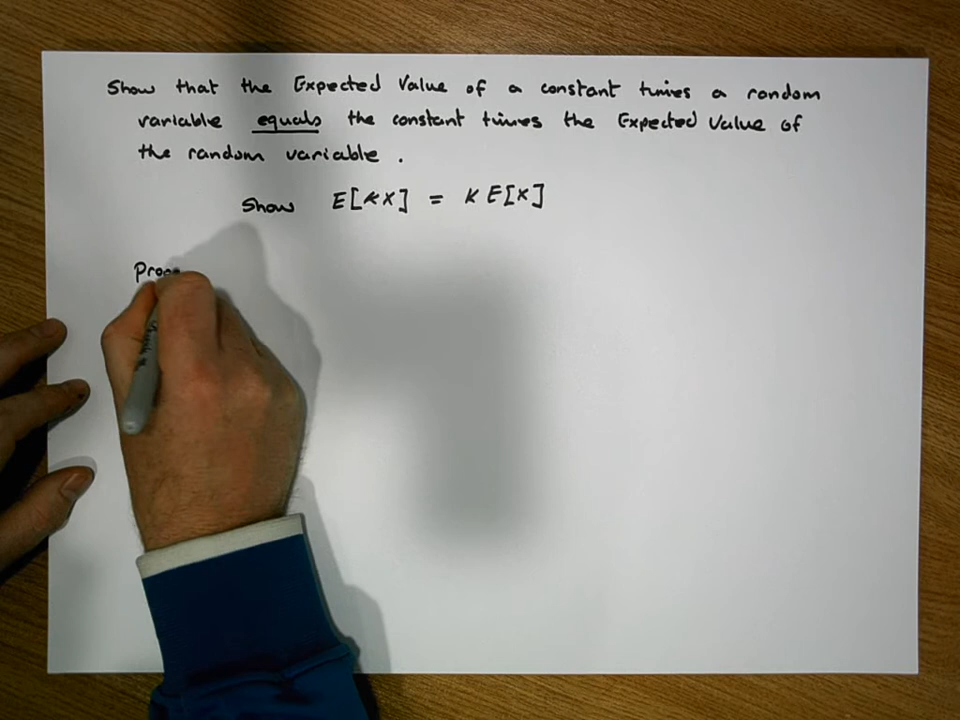 Show that the Expected Value of a constant times a random
variable equals the constant times the Expected Value of
the random variable .
Show E[KX] = K E[X]